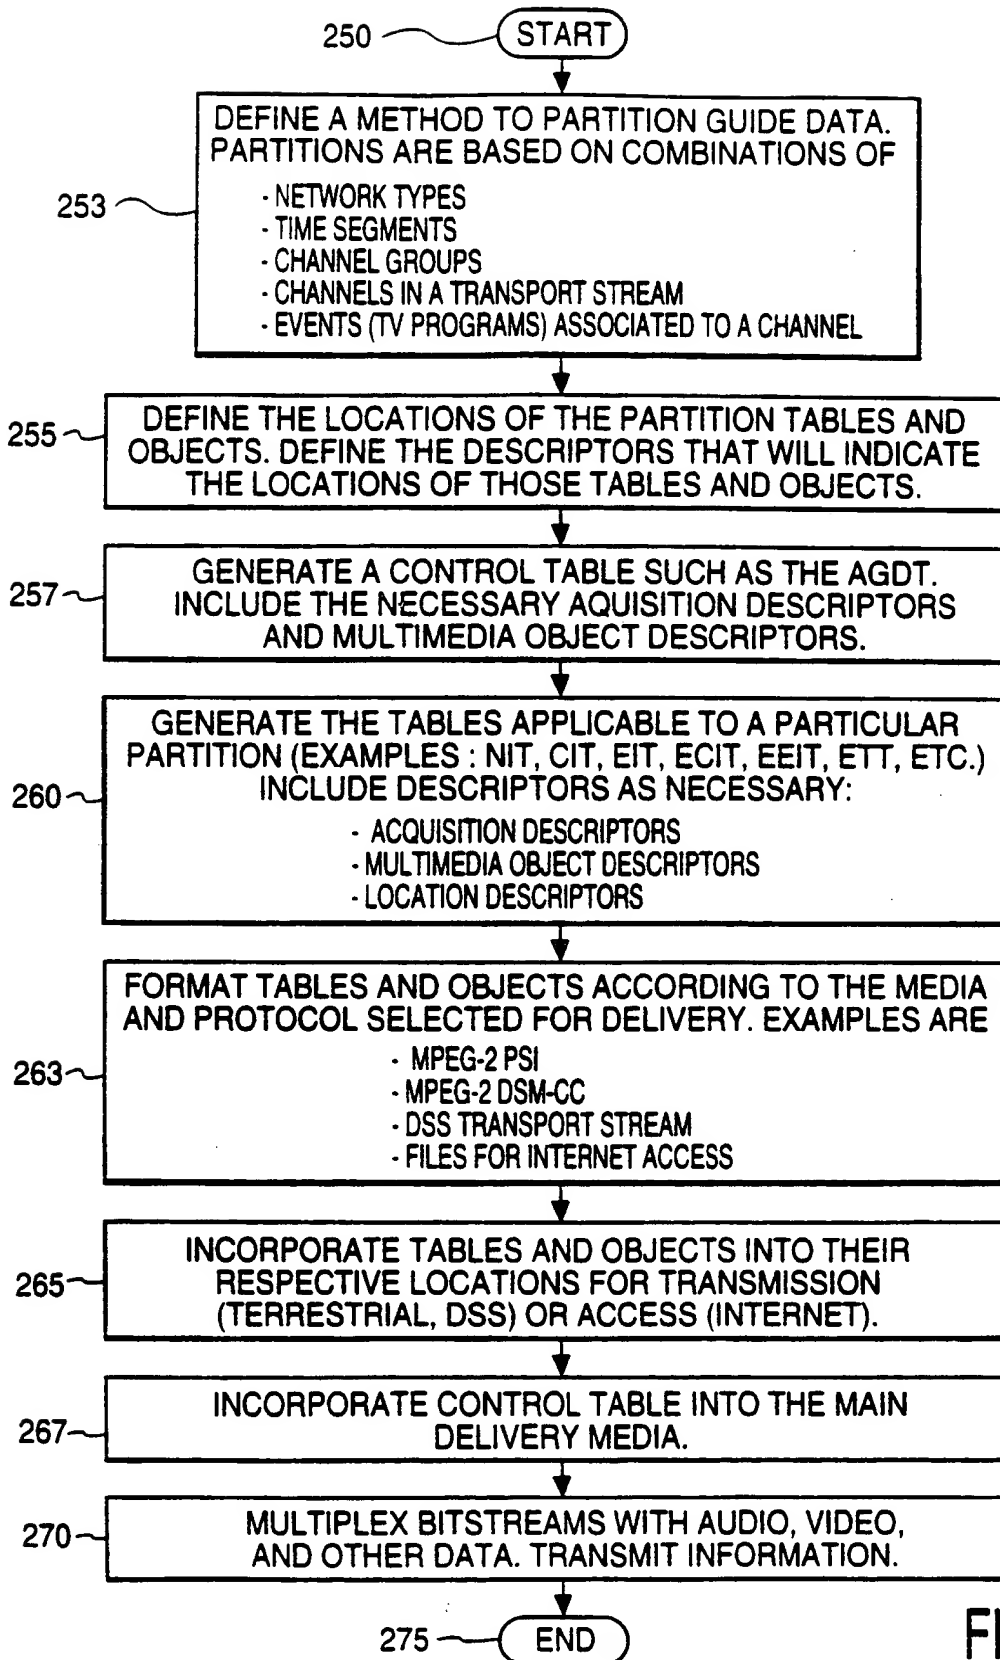 250
START
DEFINE A METHOD TO PARTITION GUIDE DATA.
PARTITIONS ARE BASED ON COMBINATIONS OF
253
- NETWORK TYPES
- TIME SEGMENTS
- CHANNEL GROUPS
- CHANNELS IN A TRANSPORT STREAM
- EVENTS (TV PROGRAMS) ASSOCIATED TO A CHANNEL
255
DEFINE THE LOCATIONS OF THE PARTITION TABLES AND
OBJECTS. DEFINE THE DESCRIPTORS THAT WILL INDICATE
THE LOCATIONS OF THOSE TABLES AND OBJECTS.
257
GENERATE A CONTROL TABLE SUCH AS THE AGDT.
INCLUDE THE NECESSARY AQUISITION DESCRIPTORS
AND MULTIMEDIA OBJECT DESCRIPTORS.
GENERATE THE TABLES APPLICABLE TO A PARTICULAR
PARTITION (EXAMPLES : NIT, CIT, EIT, ECIT, EEIT, ETT, ETC.)
260
INCLUDE DESCRIPTORS AS NECESSARY:
- ACQUISITION DESCRIPTORS
- MULTIMEDIA OBJECT DESCRIPTORS
- LOCATION DESCRIPTORS
FORMAT TABLES AND OBJECTS ACCORDING TO THE MEDIA
AND PROTOCOL SELECTED FOR DELIVERY. EXAMPLES ARE
263
- MPEG-2 PSI
- MPEG-2 DSM-CC
- DSS TRANSPORT STREAM
- FILES FOR INTERNET ACCESS
265
INCORPORATE TABLES AND OBJECTS INTO THEIR
RESPECTIVE LOCATIONS FOR TRANSMISSION
(TERRESTRIAL, DSS) OR ACCESS (INTERNET).
267
INCORPORATE CONTROL TABLE INTO THE MAIN
DELIVERY MEDIA.
270
MULTIPLEX BITSTREAMS WITH AUDIO, VIDEO,
AND OTHER DATA. TRANSMIT INFORMATION.
275
END